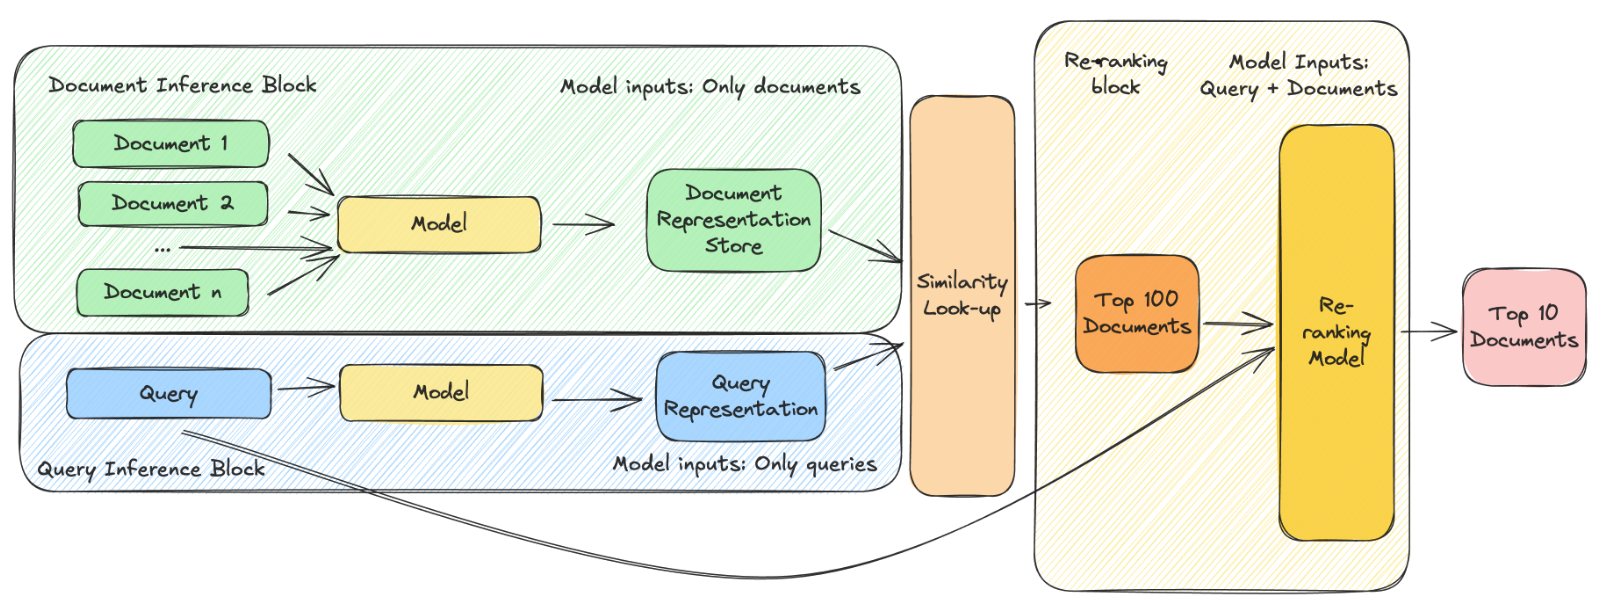 Document Inference Block
Model inputs: Only documents
Document 1
Document 2
...
Document n
Model
Document
Representation
Store
Query
Model
Query
Representation
Query Inference Block
Model inputs: Only queries
Similarity
Look-up
Re-ranking
block
Model Inputs:
Query + Documents
Top 100
Documents
Re-
ranking
Model
Top 10
Documents